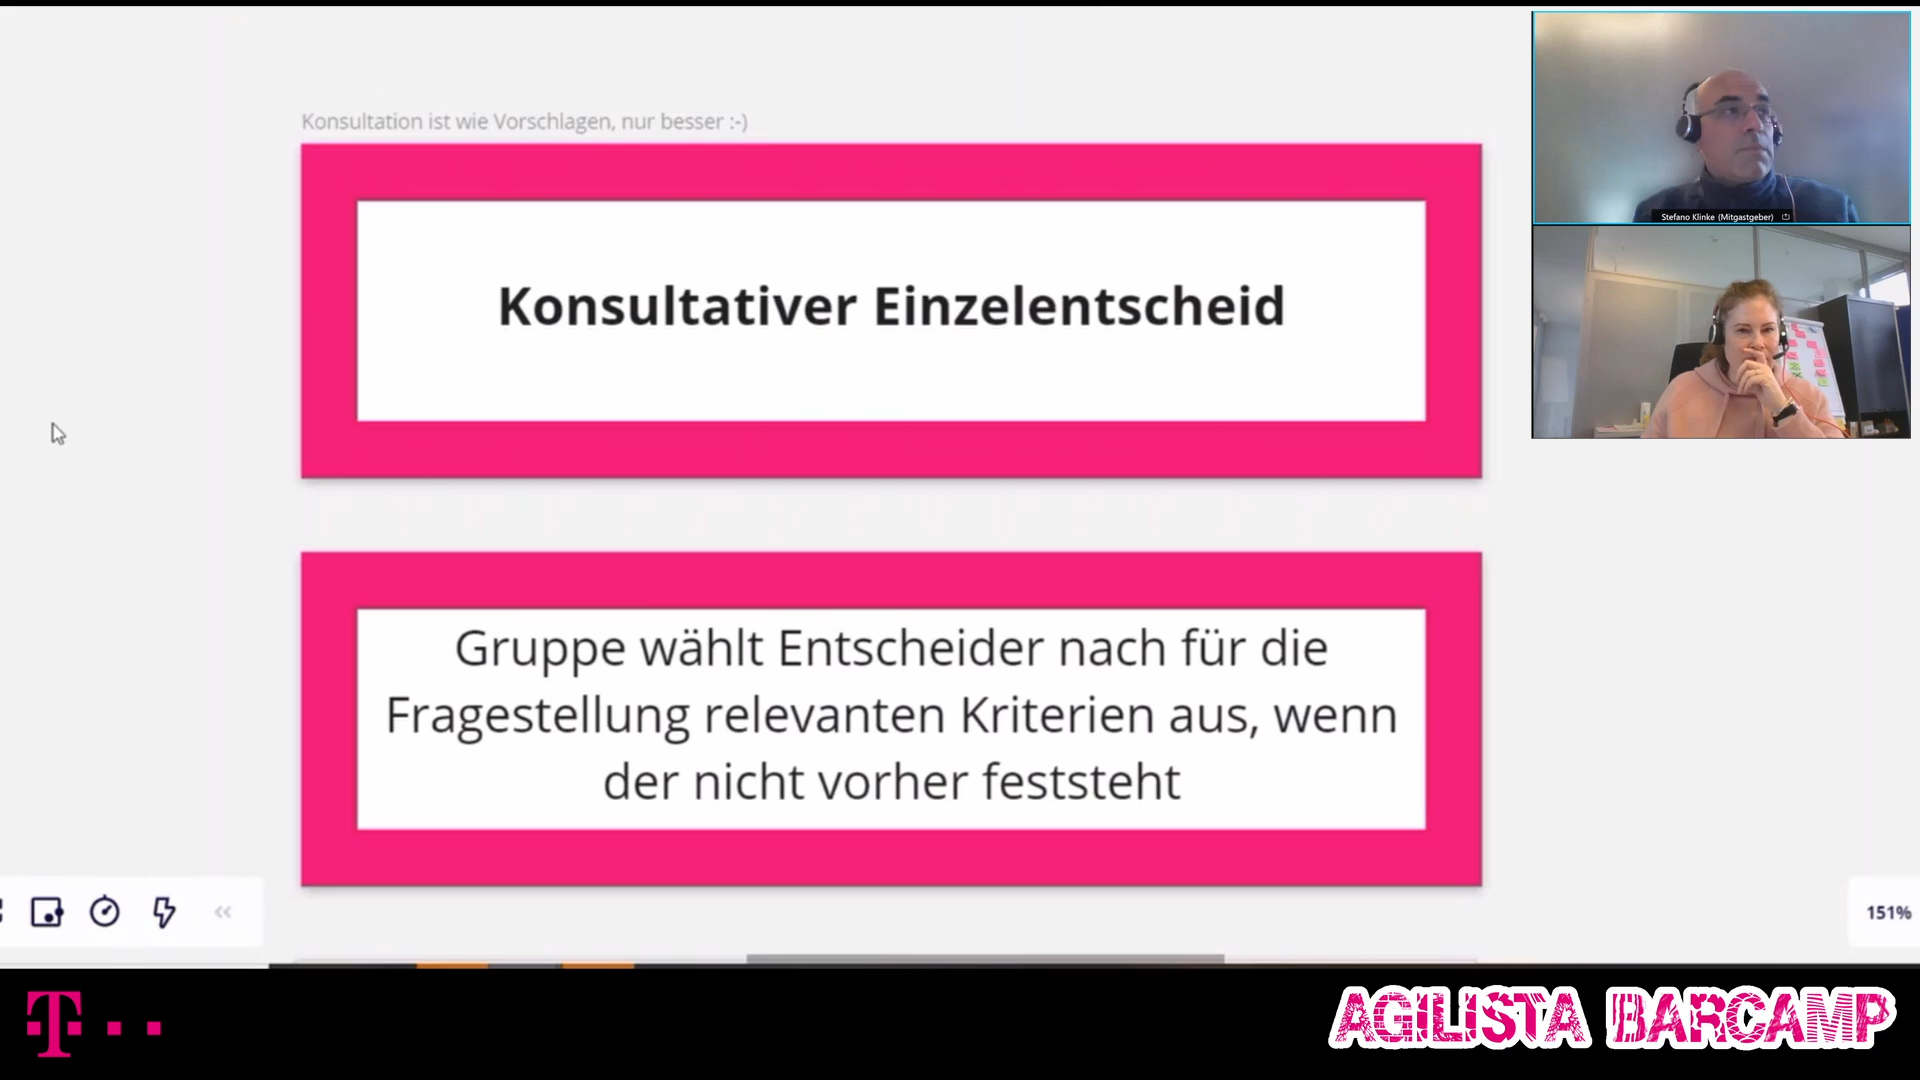 Konsultation ist wie Vorschlagen, nur besser :-)
Konsultativer Einzelentscheid
Gruppe wählt Entscheider nach für die
Fragestellung relevanten Kriterien aus, wenn
der nicht vorher feststeht
Stefano Klinke (Mitgastgeber)
151%
T
AGILISTA BARCAMP